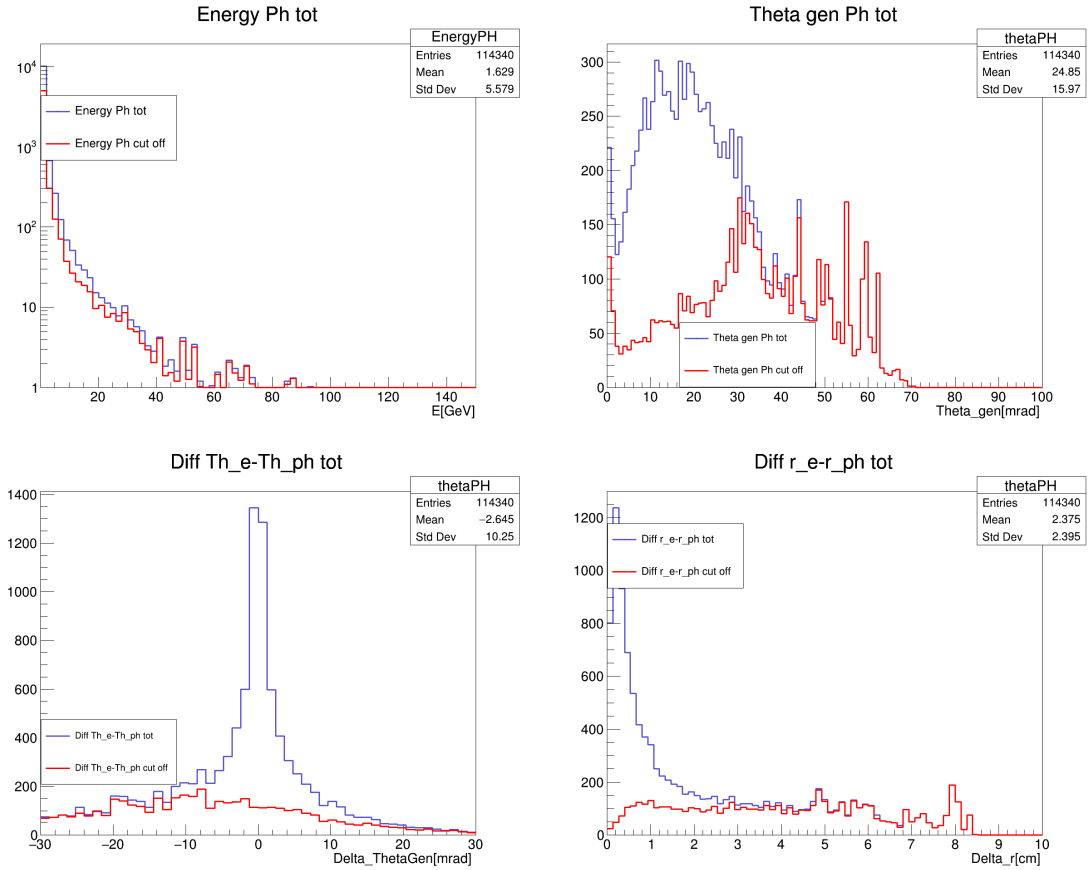 Energy Ph tot
EnergyPH
Entries 114340
Mean 1.629
Std Dev 5.579
Energy Ph tot
Energy Ph cut off
10⁴
10³
10²
10
1
20 40 60 80 100 120 140
E[GeV]
Theta gen Ph tot
thetaPH
Entries 114340
Mean 24.85
Std Dev 15.97
300
250
200
150
100
50
0
Theta gen Ph tot
Theta gen Ph cut off
0 10 20 30 40 50 60 70 80 90 100
Theta_gen[mrad]
Diff Th_e-Th_ph tot
thetaPH
Entries 114340
Mean −2.645
Std Dev 10.25
1400
1200
1000
800
600
400
200
0
Diff Th_e-Th_ph tot
Diff Th_e-Th_ph cut off
−30 −20 −10 0 10 20 30
Delta_ThetaGen[mrad]
Diff r_e-r_ph tot
thetaPH
Entries 114340
Mean 2.375
Std Dev 2.395
Diff r_e-r_ph tot
Diff r_e-r_ph cut off
1200
1000
800
600
400
200
0
0 1 2 3 4 5 6 7 8 9 10
Delta_r[cm]